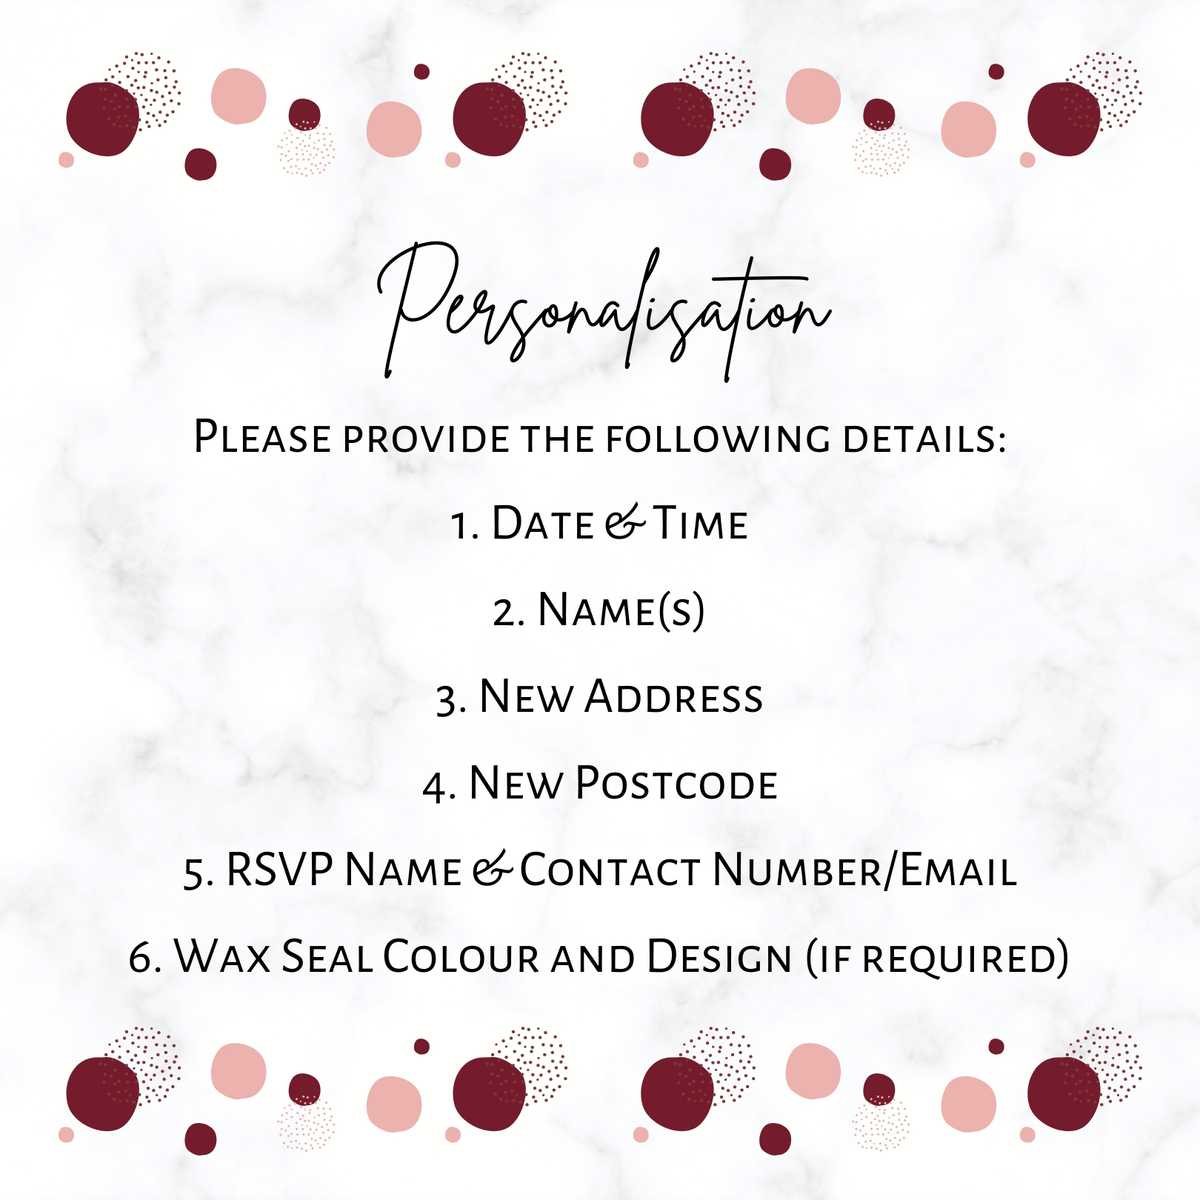 Personalisation
Please provide the following details:
1. Date & Time
2. Name(s)
3. New Address
4. New Postcode
5. RSVP Name & Contact Number/Email
6. Wax Seal Colour and Design (if required)